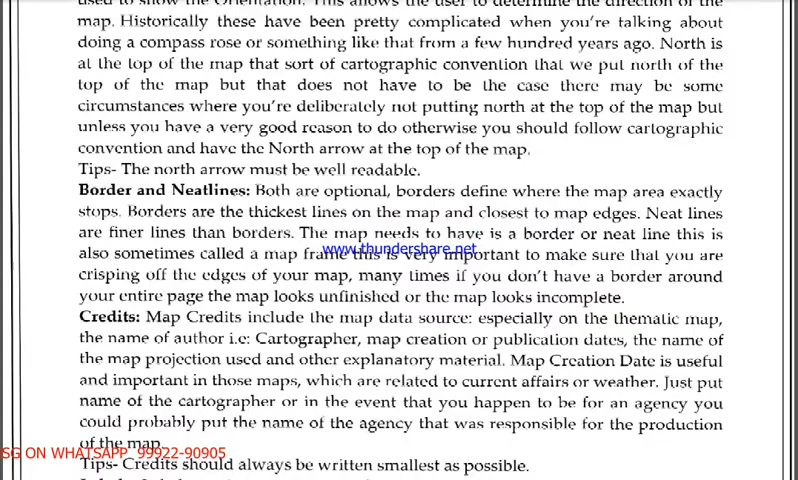 used to show the Orientation. This allows the user to determine the direction of the
map. Historically these have been pretty complicated when you're talking about
doing a compass rose or something like that from a few hundred years ago. North is
at the top of the map that sort of cartographic convention that we put north of the
top of the map but that does not have to be the case there may be some
circumstances where you're deliberately not putting north at the top of the map but
unless you have a very good reason to do otherwise you should follow cartographic
convention and have the North arrow at the top of the map.
Tips- The north arrow must be well readable.
Border and Neatlines: Both are optional, borders define where the map area exactly
stops. Borders are the thickest lines on the map and closest to map edges. Neat lines
are finer lines than borders. The map needs to have is a border or neat line this is
www.thundershare.net
also sometimes called a map frame this is very important to make sure that you are
crisping off the edges of your map, many times if you don't have a border around
your entire page the map looks unfinished or the map looks incomplete.
Credits: Map Credits include the map data source: especially on the thematic map,
the name of author i.e: Cartographer, map creation or publication dates, the name of
the map projection used and other explanatory material. Map Creation Date is useful
and important in those maps, which are related to current affairs or weather. Just put
name of the cartographer or in the event that you happen to be for an agency you
could probably put the name of the agency that was responsible for the production
of the map.
SG ON WHATSAPP 99922-90905
Tips- Credits should always be written smallest as possible.